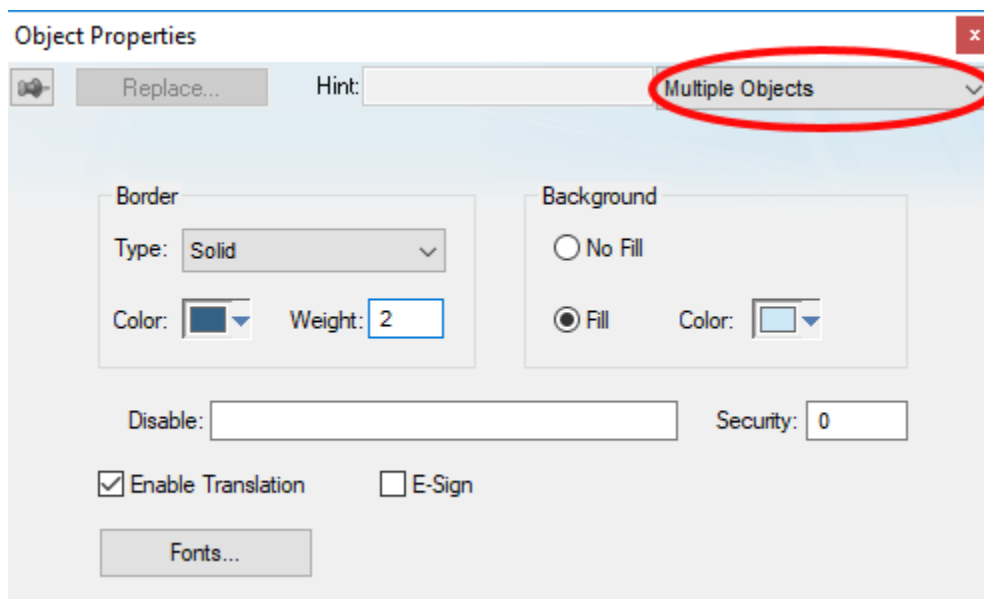 Object Properties
x
Replace... Hint: Multiple Objects
Border Background
Type: Solid No Fill
Color: Weight: 2 Fill Color:
Disable: Security: 0
Enable Translation E-Sign
Fonts...